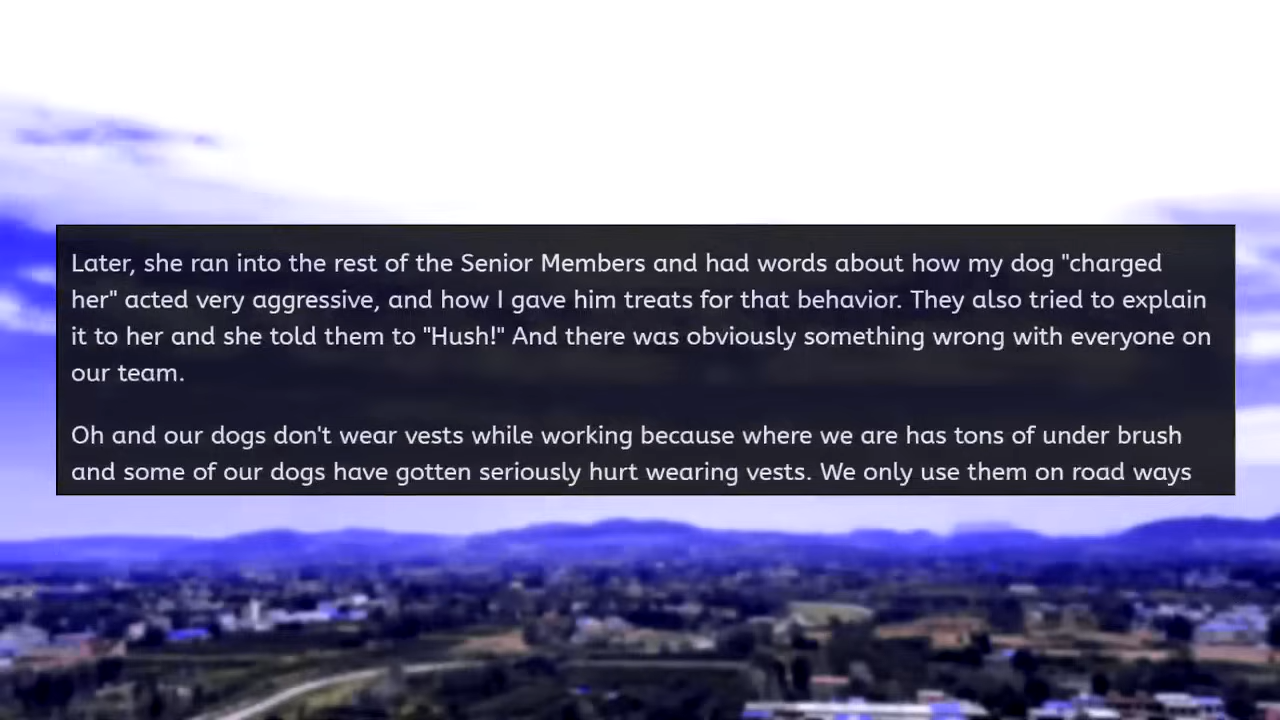 Later, she ran into the rest of the Senior Members and had words about how my dog "charged
her" acted very aggressive, and how I gave him treats for that behavior. They also tried to explain
it to her and she told them to "Hush!" And there was obviously something wrong with everyone on
our team.
Oh and our dogs don't wear vests while working because where we are has tons of under brush
and some of our dogs have gotten seriously hurt wearing vests. We only use them on road ways